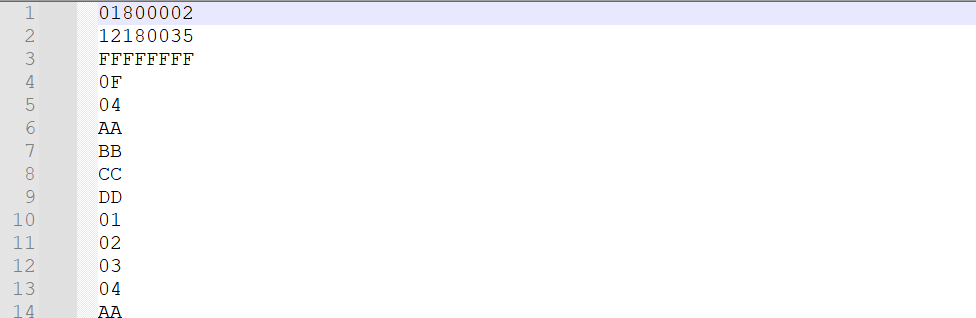 1 01800002
2 12180035
3 FFFFFFFF
4 0F
5 04
6 AA
7 BB
8 CC
9 DD
10 01
11 02
12 03
13 04
14 AA